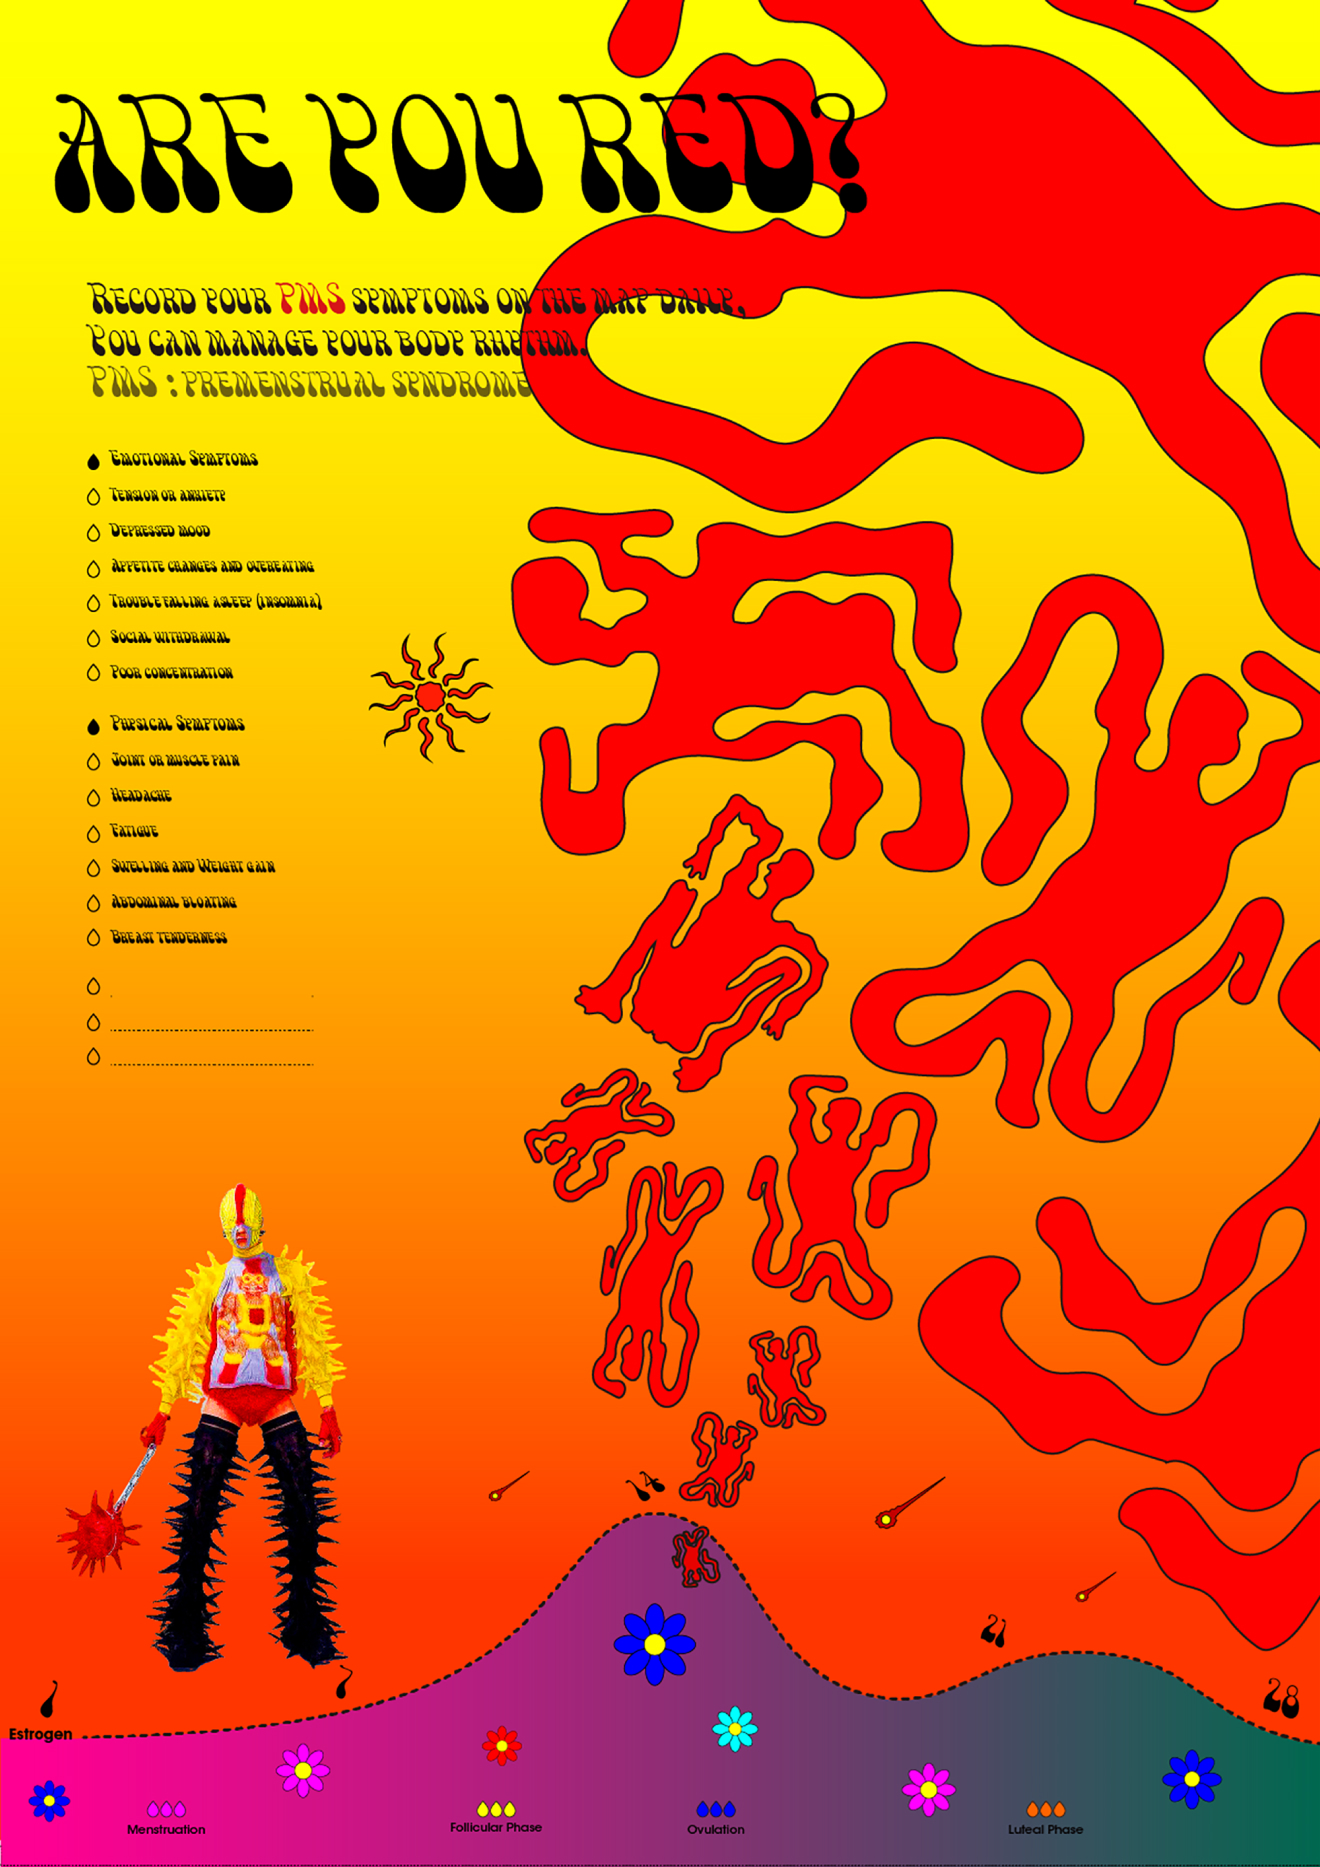 ARE YOU RED?
RECORD YOUR PMS SYMPTOMS ON THE MAP DAILY,
YOU CAN MANAGE YOUR BODY RHYTHM.
PMS : PREMENSTRUAL SYNDROME
EMOTIONAL SYMPTOMS
TENSION OR ANXIETY
DEPRESSED MOOD
APPETITE CHANGES AND OVEREATING
TROUBLE FALLING ASLEEP (INSOMNIA)
SOCIAL WITHDRAWAL
POOR CONCENTRATION
PHYSICAL SYMPTOMS
JOINT OR MUSCLE PAIN
HEADACHE
FATIGUE
SWELLING AND WEIGHT GAIN
ABDOMINAL BLOATING
BREAST TENDERNESS
14
21
7
1
28
Estrogen
Menstruation
Follicular Phase
Ovulation
Luteal Phase